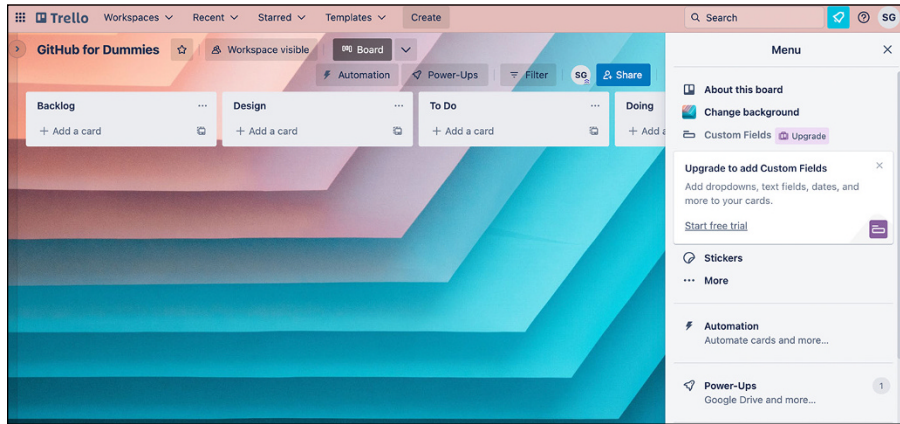 Trello Workspaces Recent Starred Templates Create Search SG
GitHub for Dummies Workspace visible Board
Automation Power-Ups Filter SG Share
Backlog
+ Add a card
Design
+ Add a card
To Do
+ Add a card
Doing
+ Add a
Menu
About this board
Change background
Custom Fields Upgrade
Upgrade to add Custom Fields
Add dropdowns, text fields, dates, and
more to your cards.
Start free trial
Stickers
More
Automation
Automate cards and more...
Power-Ups 1
Google Drive and more...